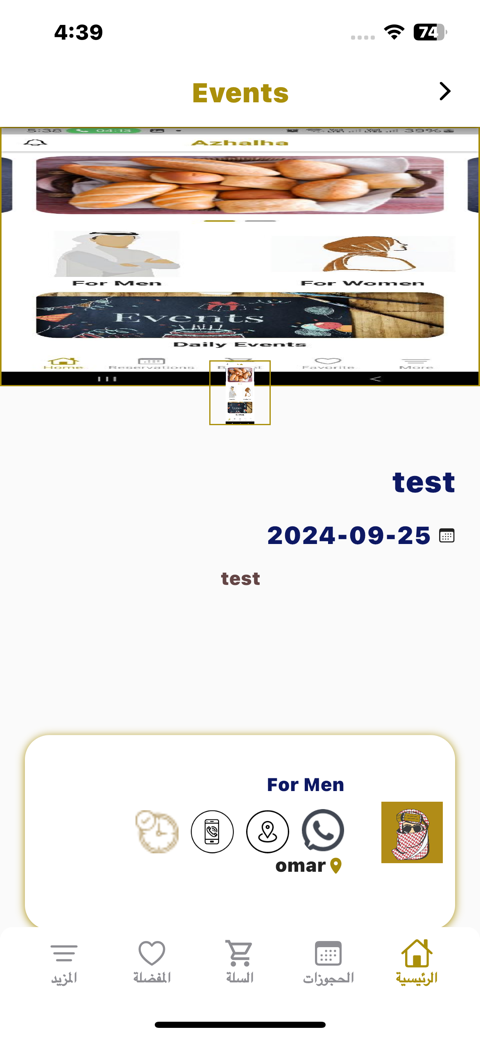 4:39
74
Events
5:38 04:13 39%
Azhalha
For Men
For Women
Events
Daily Events
Home Reservations Favorite More
test
2024-09-25
test
For Men
omar
الرئيسية
الحجوزات
السلة
المفضلة
المزيد